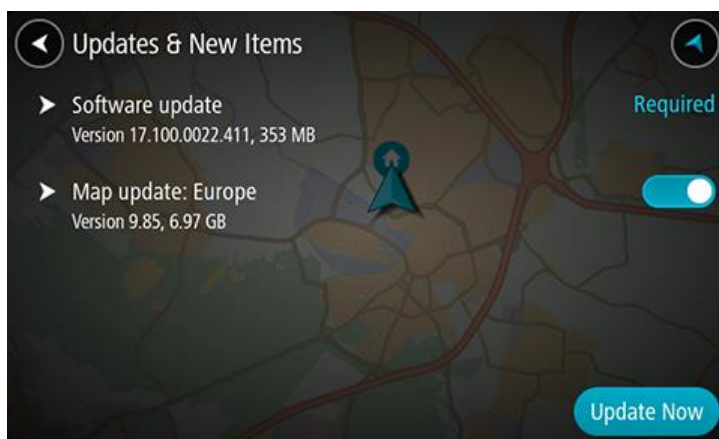 Updates & New Items
Software update
Required
Version 17.100.0022.411, 353 MB
Map update: Europe
Version 9.85, 6.97 GB
Update Now